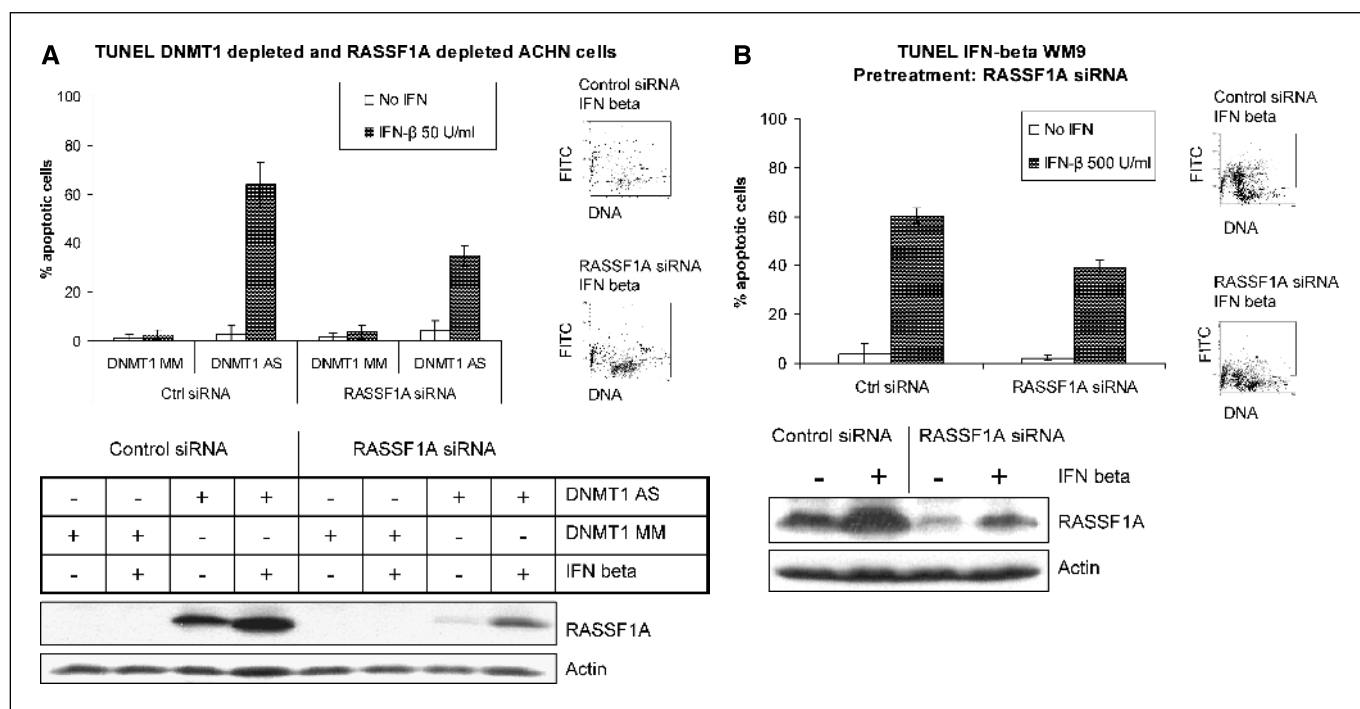 A
TUNEL DNMT1 depleted and RASSF1A depleted ACHN cells
% apoptotic cells
100
80
60
40
20
0
No IFN
IFN-β 50 U/ml
DNMT1 MM
DNMT1 AS
DNMT1 MM
DNMT1 AS
Ctrl siRNA
RASSF1A siRNA
Control siRNA
IFN beta
FITC
DNA
RASSF1A siRNA
IFN beta
FITC
DNA
Control siRNA
RASSF1A siRNA
- - + + - - + + DNMT1 AS
+ + - - + + - - DNMT1 MM
- + - + - + - + IFN beta
RASSF1A
Actin
B
TUNEL IFN-beta WM9
Pretreatment: RASSF1A siRNA
% apoptotic cells
100
80
60
40
20
0
No IFN
IFN-β 500 U/ml
Ctrl siRNA
RASSF1A siRNA
Control siRNA
IFN beta
FITC
DNA
RASSF1A siRNA
IFN beta
FITC
DNA
Control siRNA
RASSF1A siRNA
- + - + IFN beta
RASSF1A
Actin